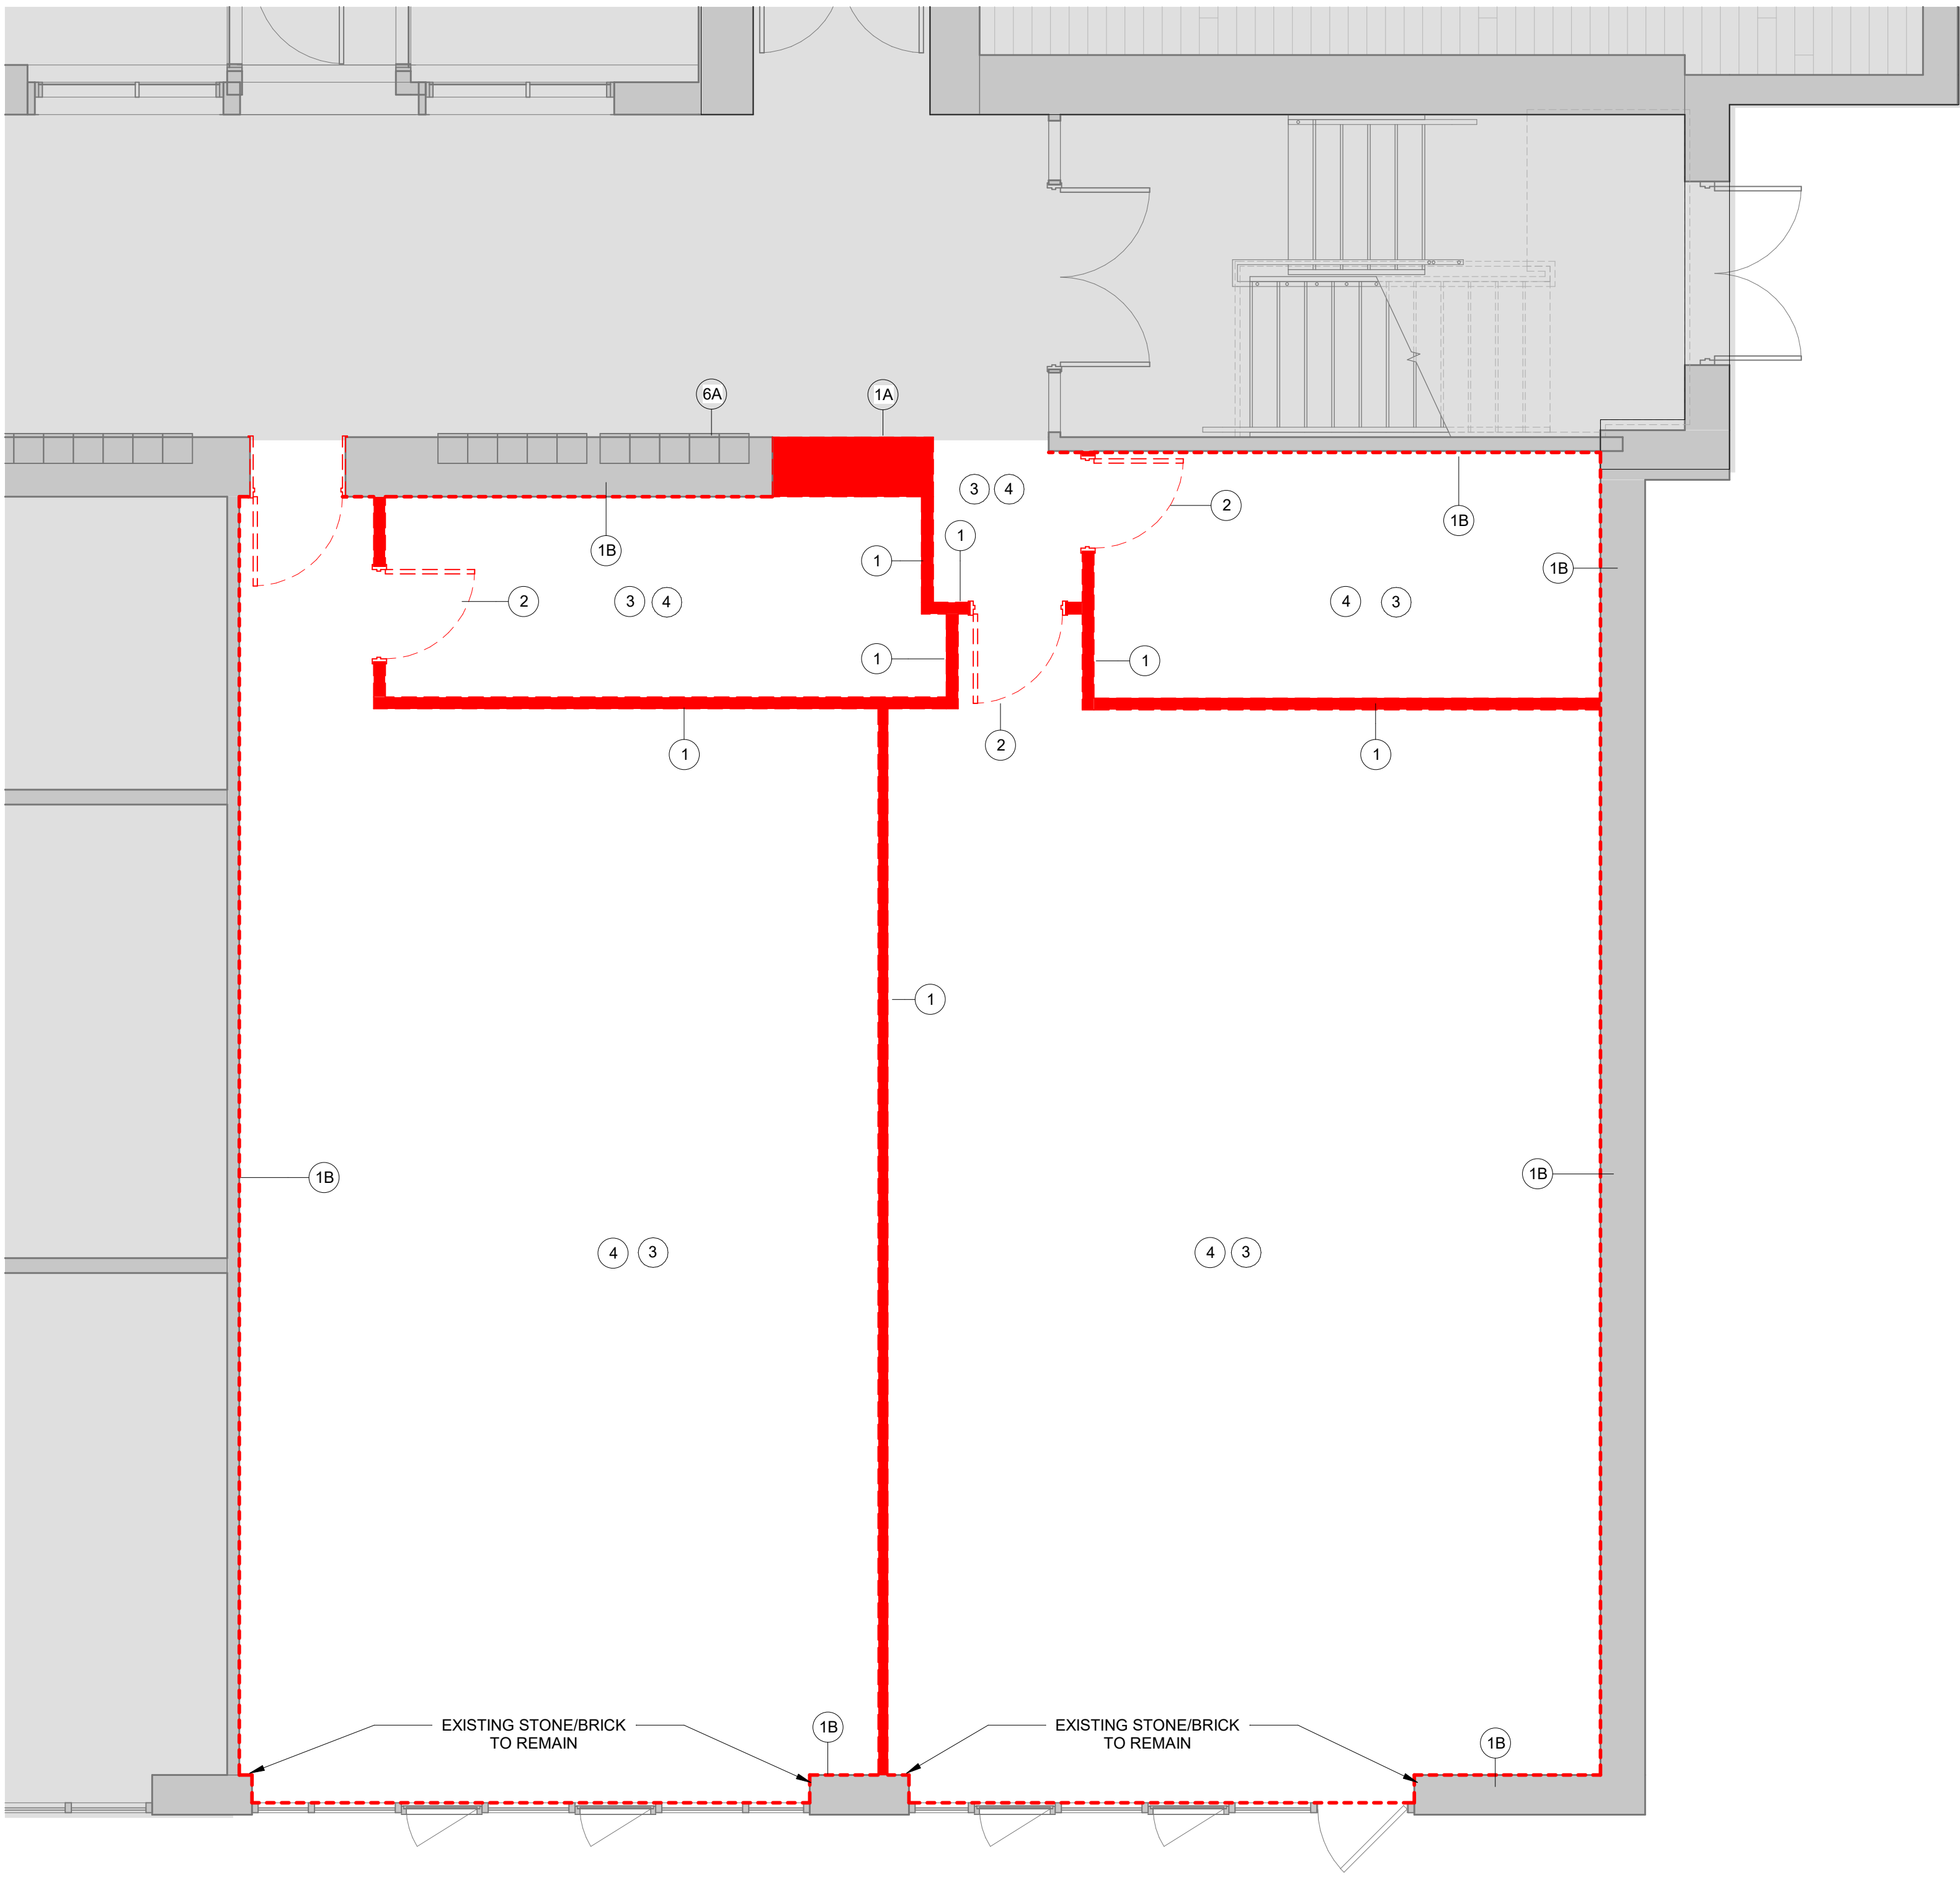 6A
1A
3 4
2
1B
1
1B
1
1B
2
3 4
4 3
1
1
1
2
1
1
1B
1B
4 3
4 3
EXISTING STONE/BRICK
TO REMAIN
1B
EXISTING STONE/BRICK
TO REMAIN
1B